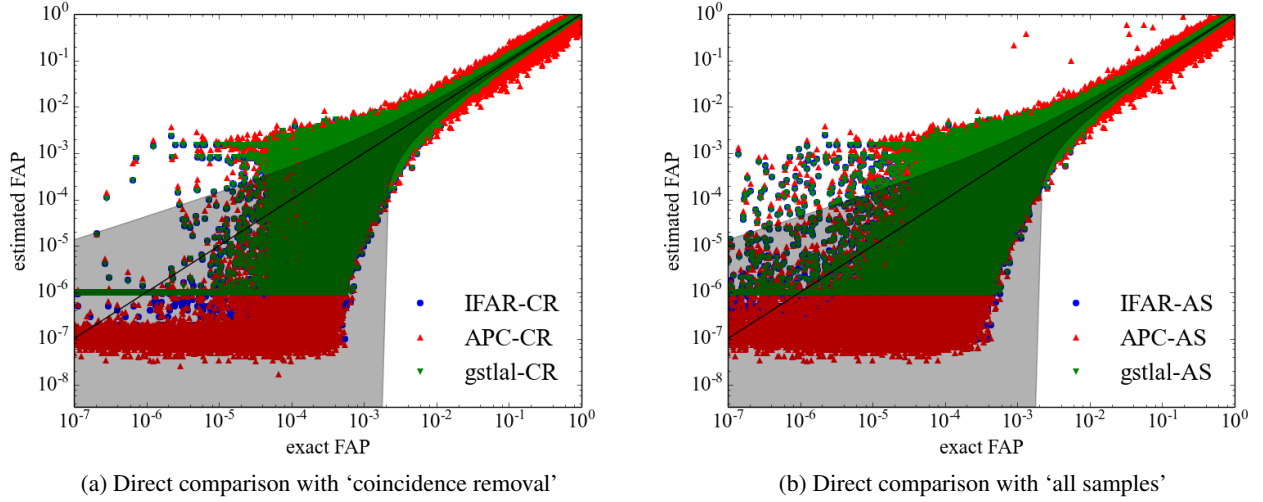 10^0
10^-1
10^-2
10^-3
10^-4
10^-5
10^-6
10^-7
10^-8
estimated FAP
IFAR-CR
APC-CR
gstlal-CR
10^-7 10^-6 10^-5 10^-4 10^-3 10^-2 10^-1 10^0
exact FAP
(a) Direct comparison with ‘coincidence removal’
10^0
10^-1
10^-2
10^-3
10^-4
10^-5
10^-6
10^-7
10^-8
estimated FAP
IFAR-AS
APC-AS
gstlal-AS
10^-7 10^-6 10^-5 10^-4 10^-3 10^-2 10^-1 10^0
exact FAP
(b) Direct comparison with ‘all samples’